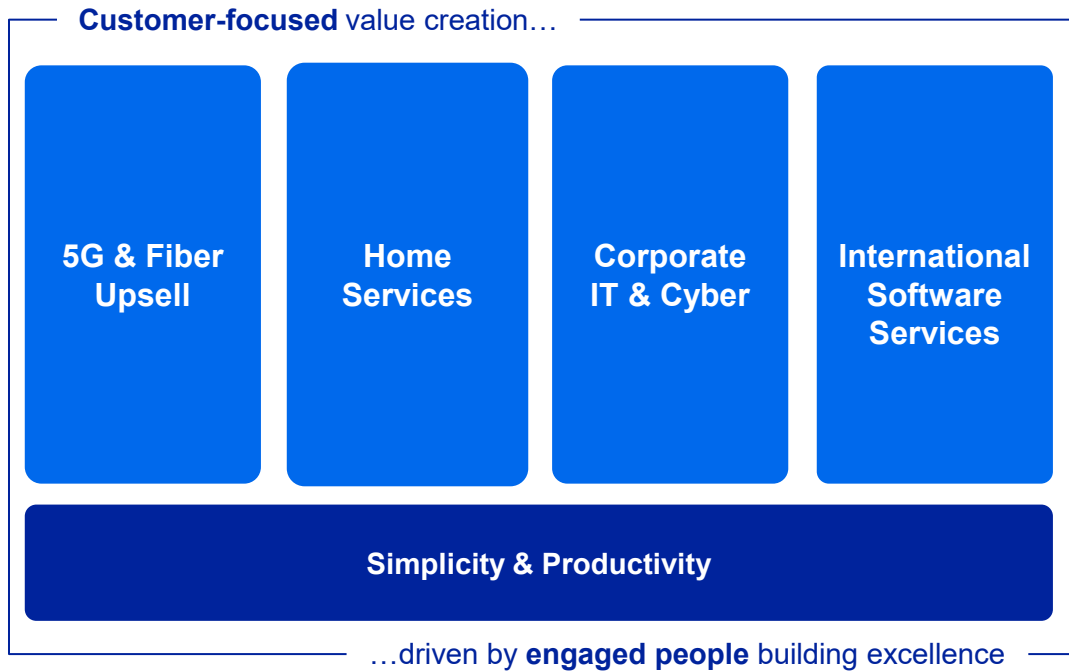 Customer-focused value creation…
5G & Fiber
Upsell
Home
Services
Corporate
IT & Cyber
International
Software
Services
Simplicity & Productivity
…driven by engaged people building excellence